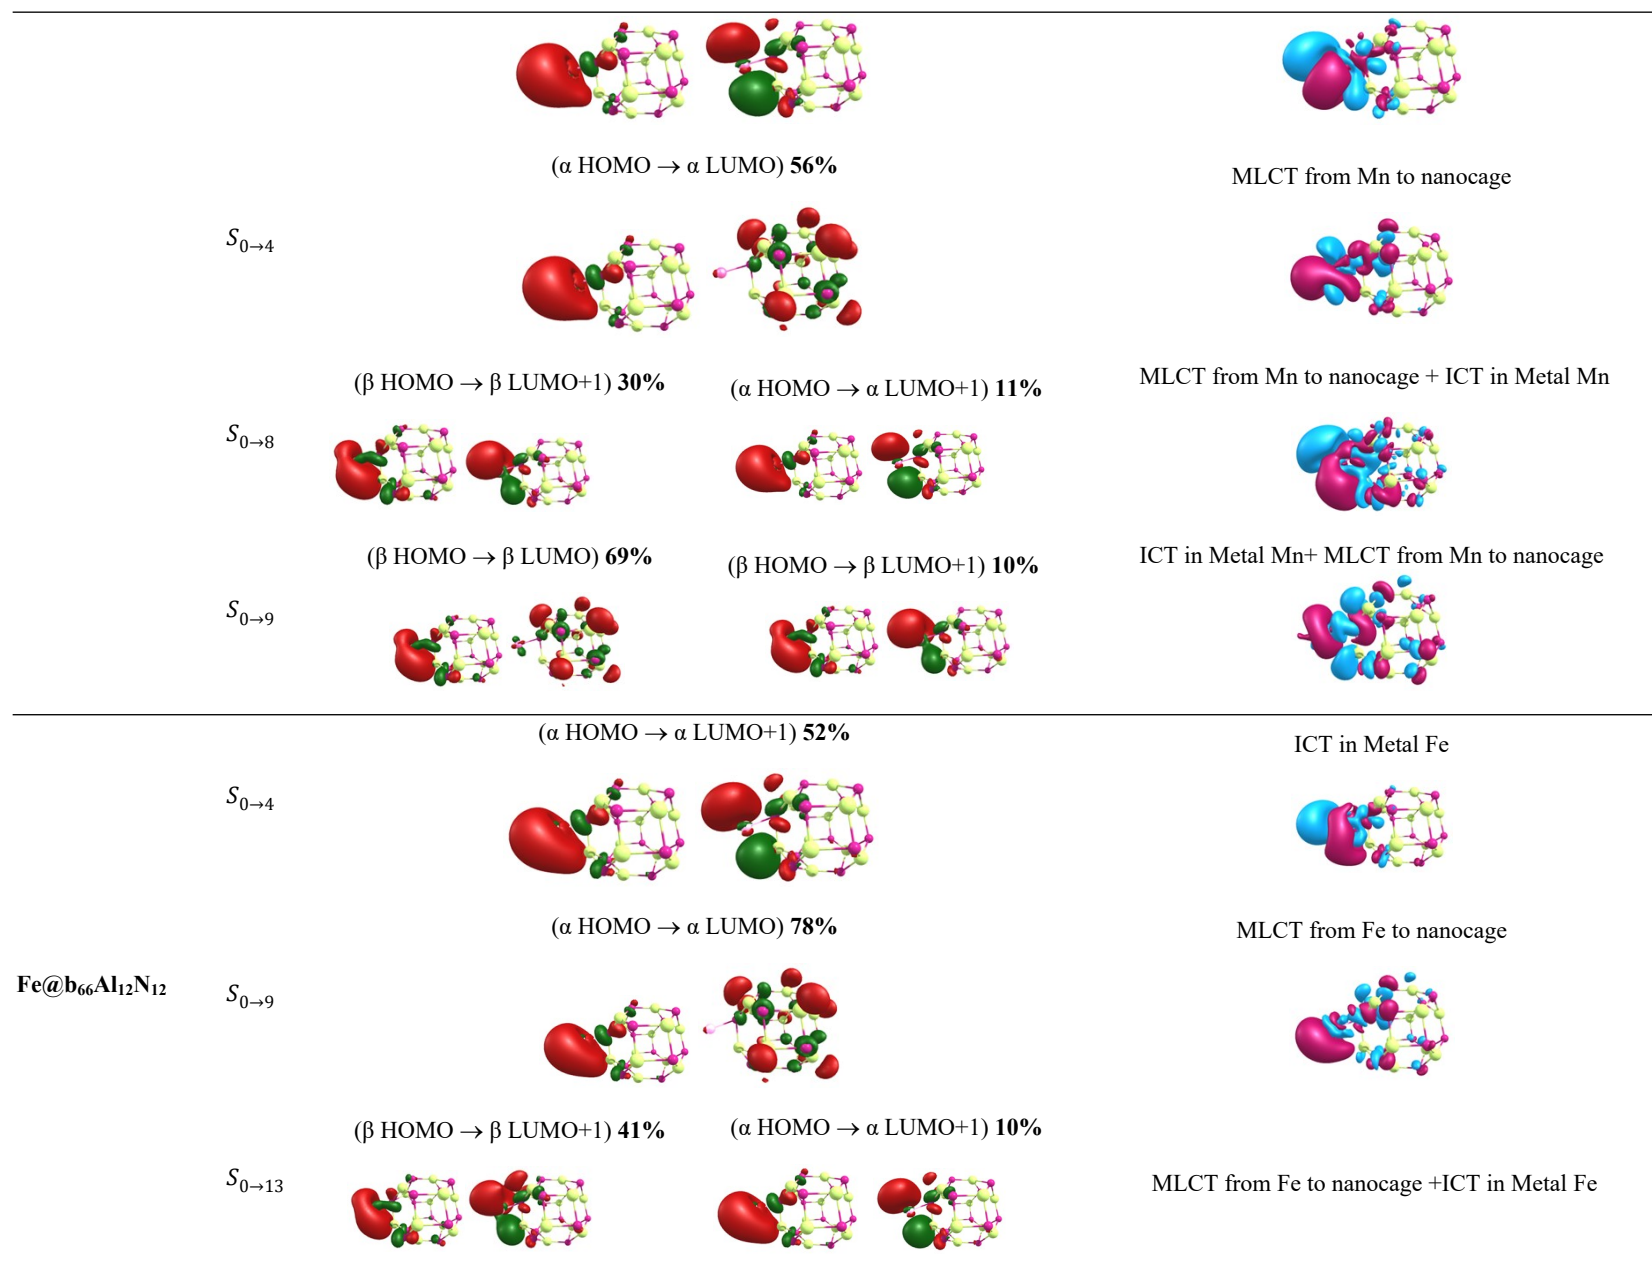 (α HOMO → α LUMO) 56%
MLCT from Mn to nanocage
S₀→₄
(β HOMO → β LUMO+1) 30%
(α HOMO → α LUMO+1) 11%
MLCT from Mn to nanocage + ICT in Metal Mn
S₀→₈
(β HOMO → β LUMO) 69%
(β HOMO → β LUMO+1) 10%
ICT in Metal Mn+ MLCT from Mn to nanocage
S₀→₉
(α HOMO → α LUMO+1) 52%
ICT in Metal Fe
S₀→₄
(α HOMO → α LUMO) 78%
MLCT from Fe to nanocage
Fe@b₆₆Al₁₂N₁₂
S₀→₉
(β HOMO → β LUMO+1) 41%
(α HOMO → α LUMO+1) 10%
S₀→₁₃
MLCT from Fe to nanocage +ICT in Metal Fe